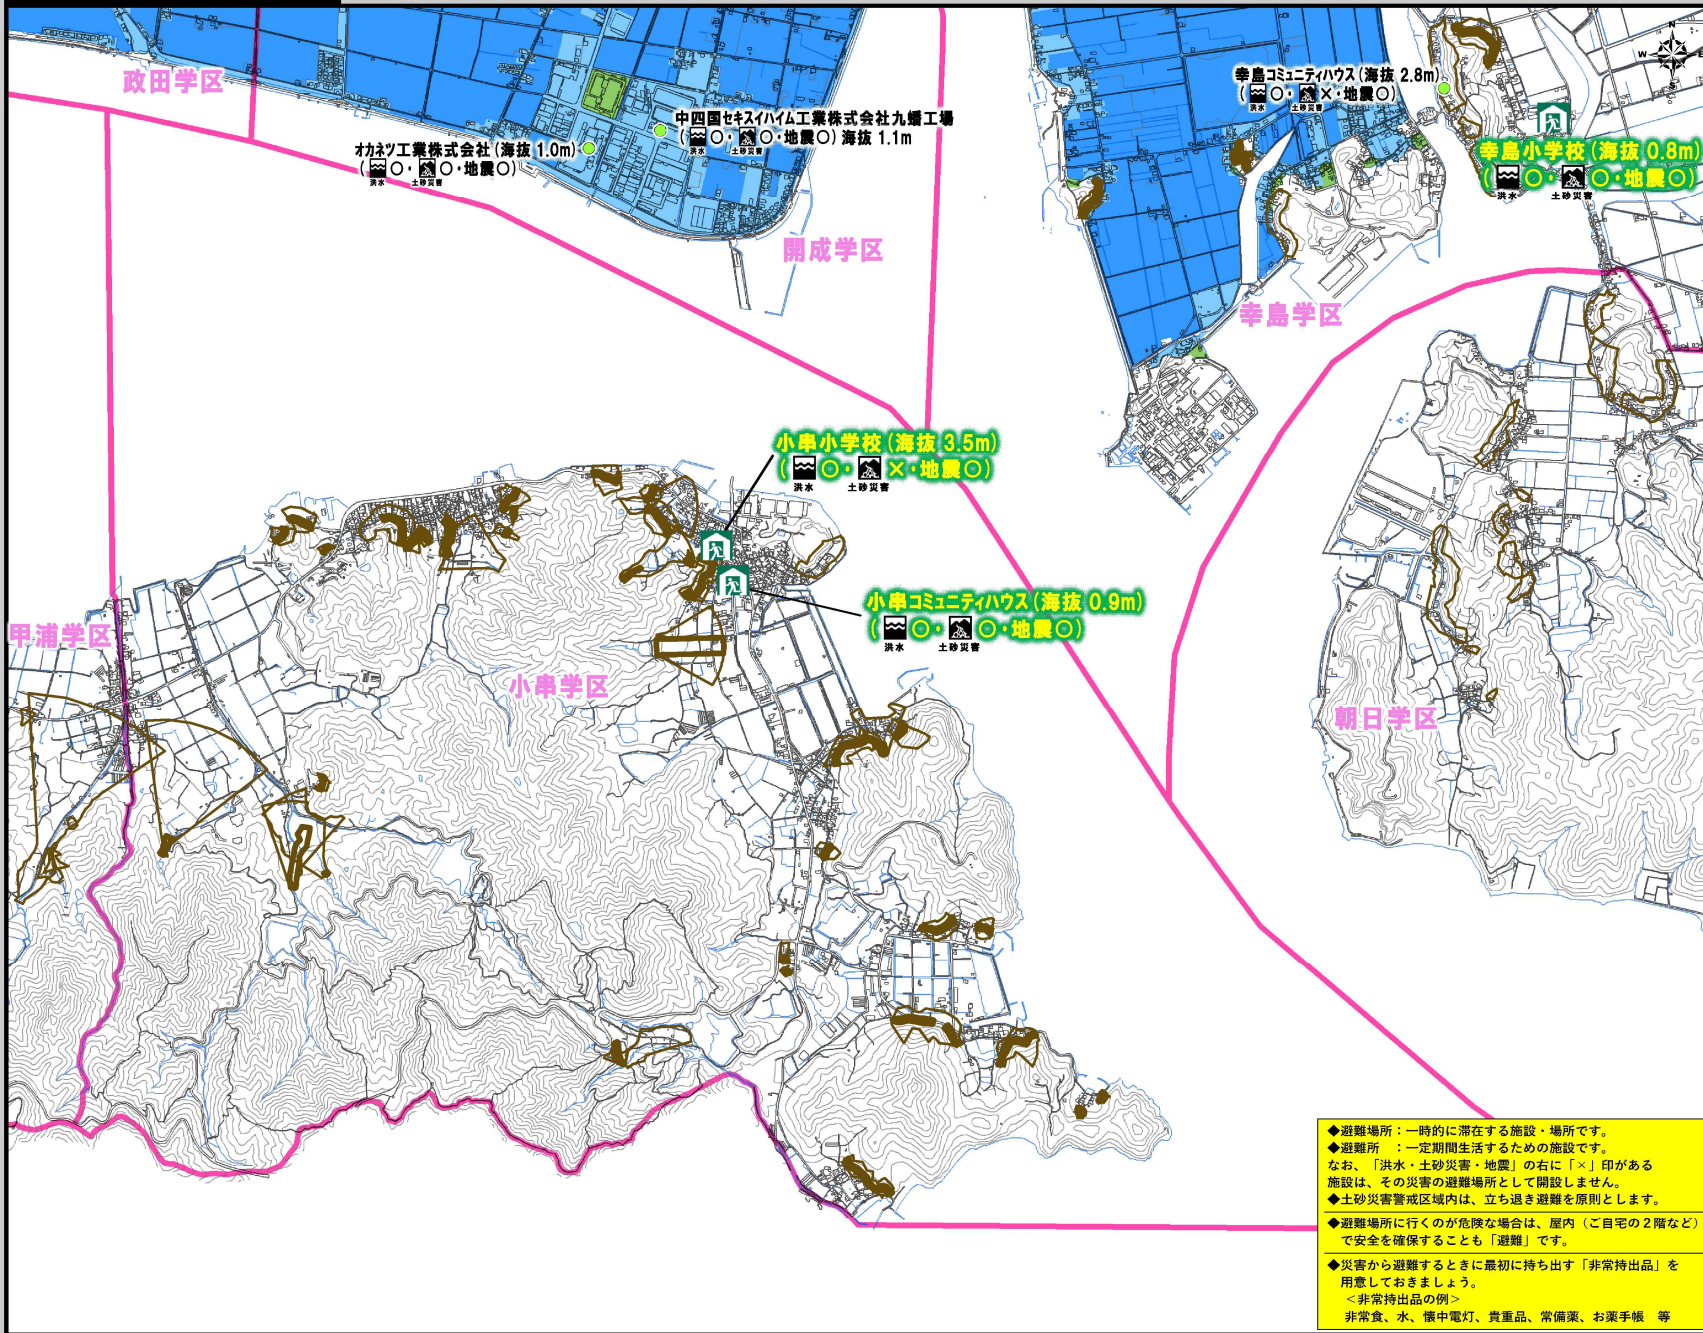 N
W
E
S
政田学区
中四国セキスイハイム工業株式会社九蟠工場
(洪水○・土砂災害○・地震○) 海抜 1.1m
オカネツ工業株式会社 (海抜 1.0m)
(洪水○・土砂災害○・地震○)
開成学区
幸島コミュニティハウス (海抜 2.8m)
(洪水○・土砂災害×・地震○)
幸島小学校 (海抜 0.8m)
(洪水○・土砂災害○・地震○)
幸島学区
小串小学校 (海抜 3.5m)
(洪水○・土砂災害×・地震○)
小串コミュニティハウス (海抜 0.9m)
(洪水○・土砂災害○・地震○)
甲浦学区
小串学区
朝日学区
◆避難場所：一時的に滞在する施設・場所です。
◆避難所　：一定期間生活するための施設です。
なお、「洪水・土砂災害・地震」の右に「×」印がある
施設は、その災害の避難場所として開設しません。
◆土砂災害警戒区域内は、立ち退き避難を原則とします。
◆避難場所に行くのが危険な場合は、屋内（ご自宅の２階など）
で安全を確保することも「避難」です。
◆災害から避難するときに最初に持ち出す「非常持出品」を
用意しておきましょう。
＜非常持出品の例＞
非常食、水、懐中電灯、貴重品、常備薬、お薬手帳　等